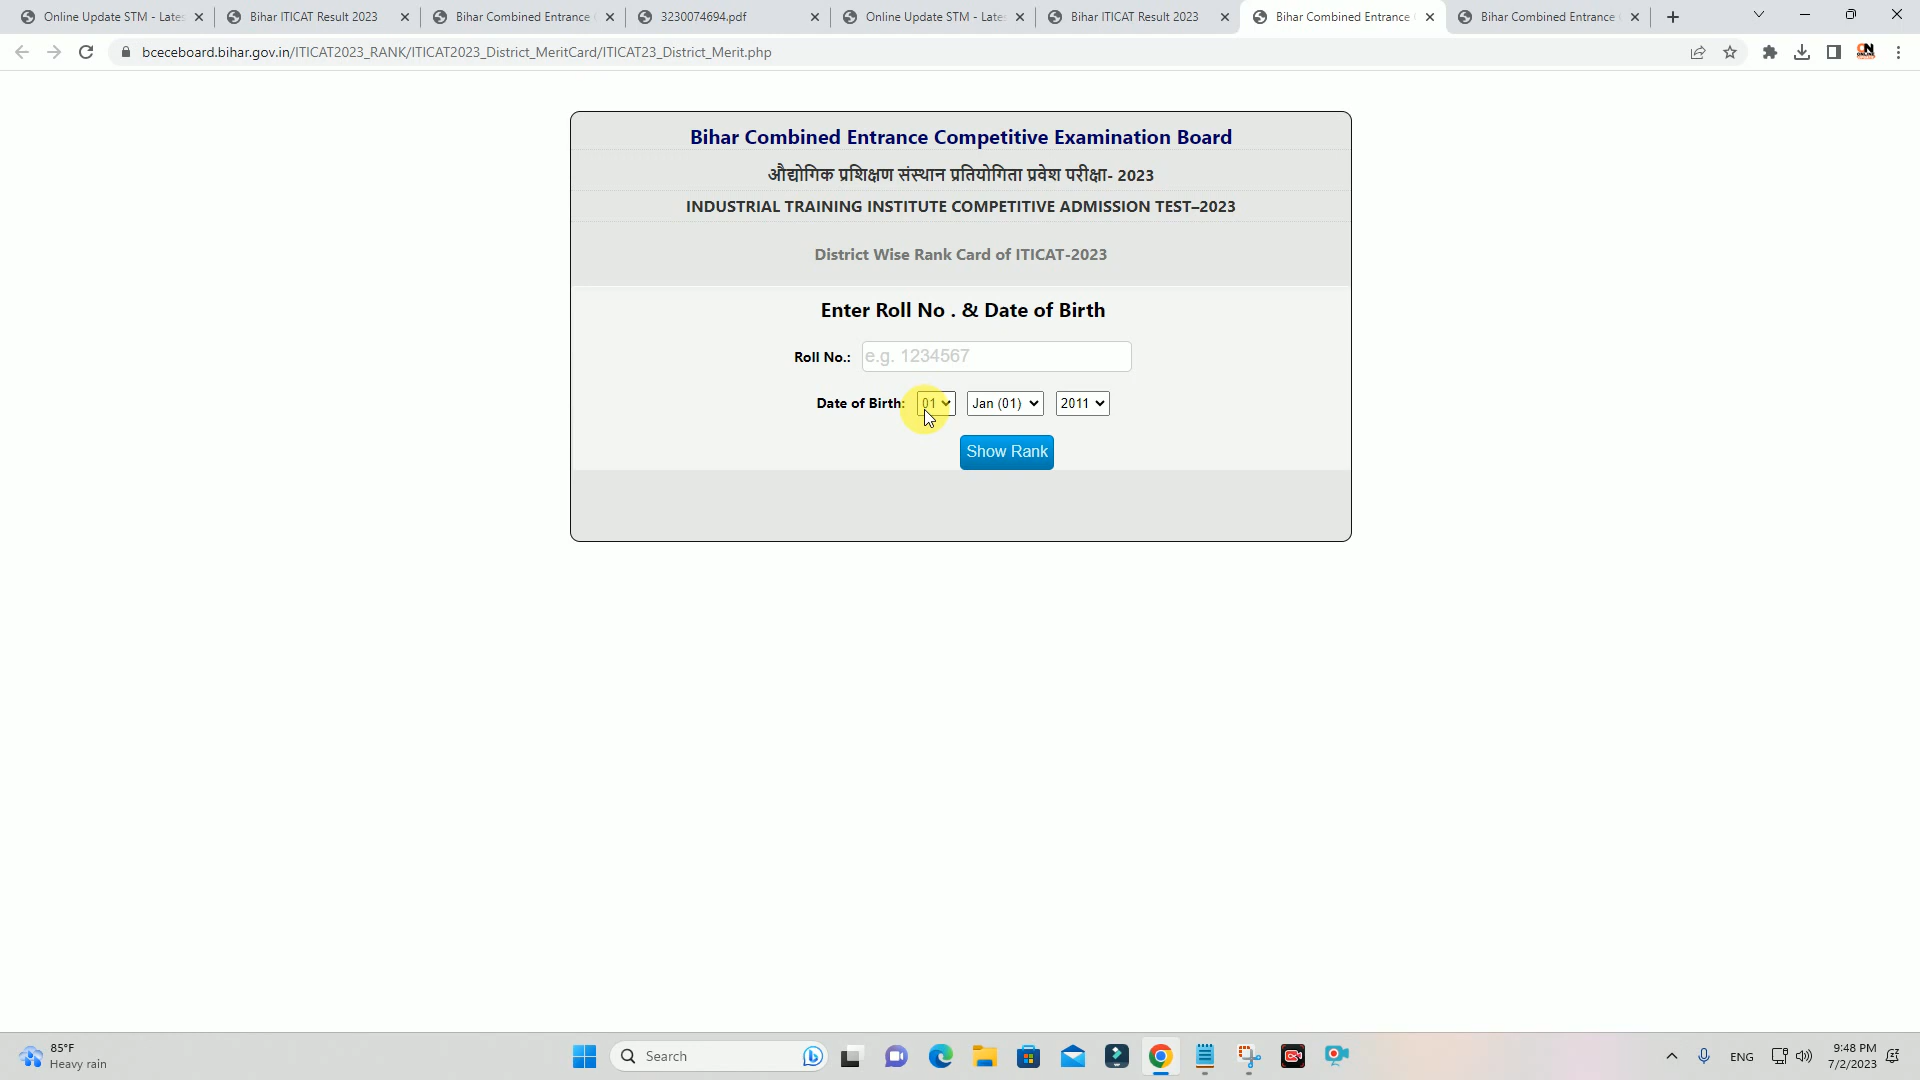 Online Update STM - Lates
Bihar ITICAT Result 2023
Bihar Combined Entrance
3230074694.pdf
Online Update STM - Lates
Bihar ITICAT Result 2023
Bihar Combined Entrance
Bihar Combined Entrance
bceceboard.bihar.gov.in/ITICAT2023_RANK/ITICAT2023_District_MeritCard/ITICAT23_District_Merit.php
Bihar Combined Entrance Competitive Examination Board
औद्योगिक प्रशिक्षण संस्थान प्रतियोगिता प्रवेश परीक्षा- 2023
INDUSTRIAL TRAINING INSTITUTE COMPETITIVE ADMISSION TEST–2023
District Wise Rank Card of ITICAT-2023
Enter Roll No . & Date of Birth
Roll No.: e.g. 1234567
Date of Birth: 01 Jan (01) 2011
Show Rank
85°F
Heavy rain
Search
ENG
9:48 PM
7/2/2023